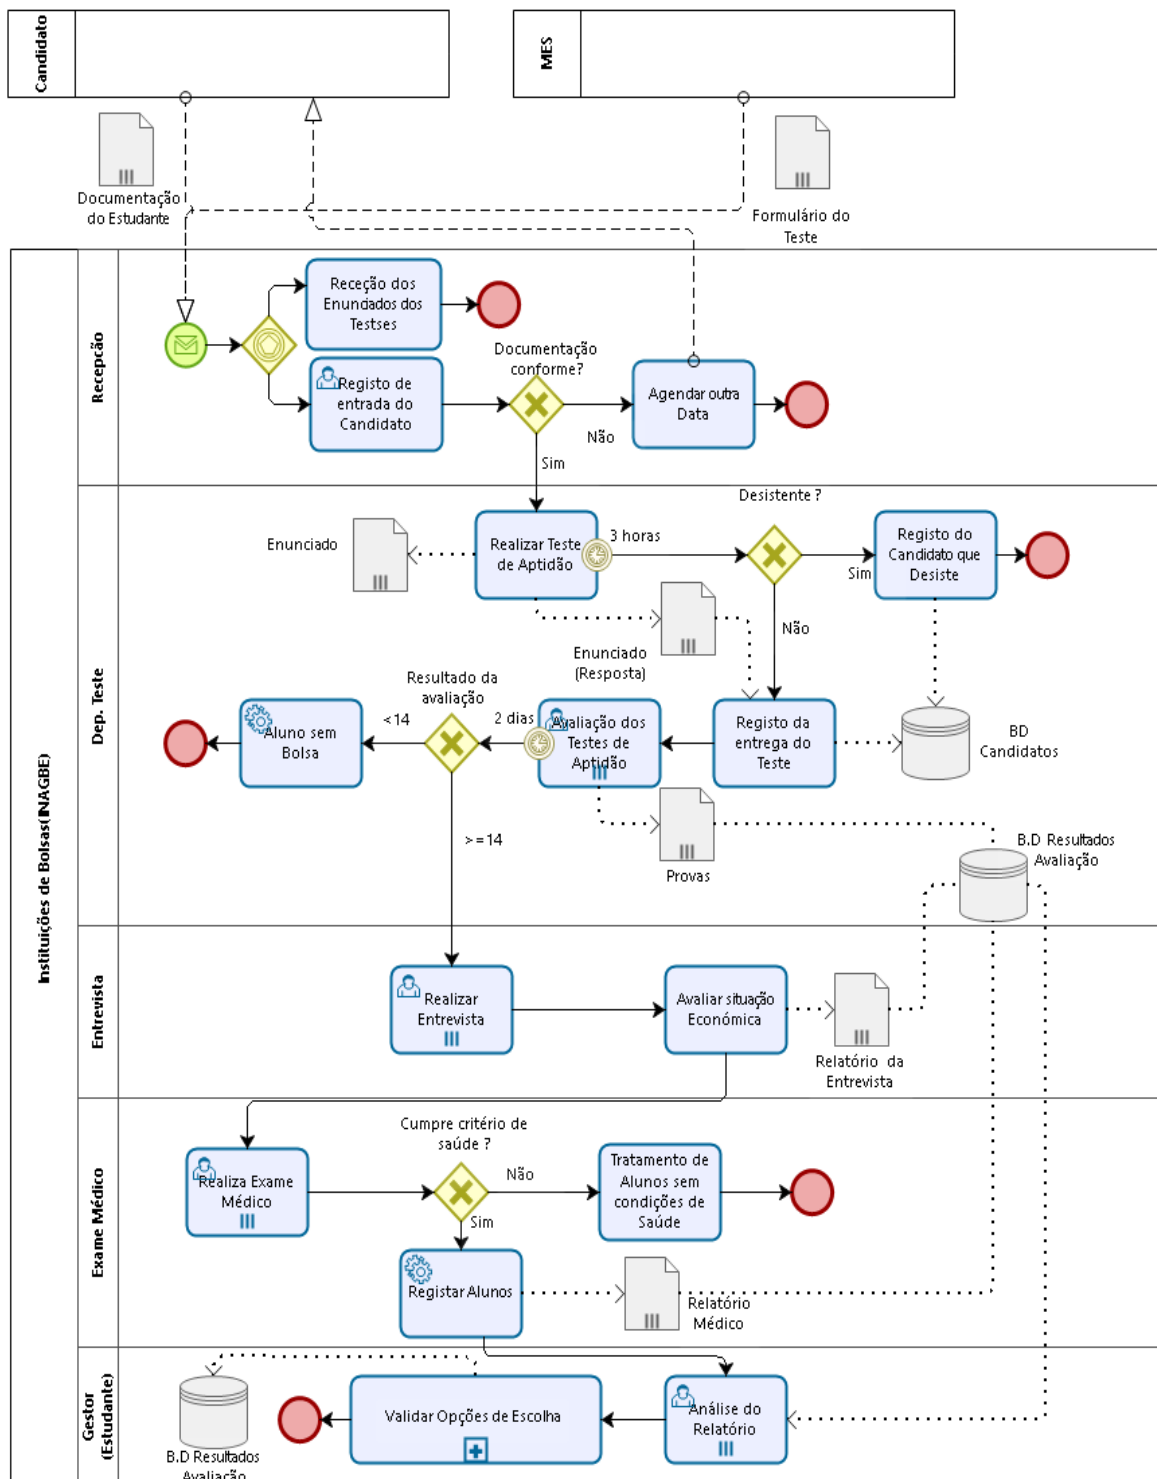 Candidato
MES
Documentação
do Estudante
Formulário do
Teste
Instituições de Bolsas(INAGBE)
Recepção
Receção dos
Enunciados dos
Testses
Registo de
entrada do
Candidato
Documentação
conforme?
Não
Sim
Agendar outra
Data
Dep. Teste
Enunciado
Realizar Teste
de Aptidão
3 horas
Desistente ?
Sim
Não
Registo do
Candidato que
Desiste
Enunciado
(Resposta)
Resultado da
avaliação
<14
>=14
Aluno sem
Bolsa
2 dias
Avaliação dos
Testes de
Aptidão
Registo da
entrega do
Teste
BD
Candidatos
Provas
B.D Resultados
Avaliação
Entrevista
Realizar
Entrevista
Avaliar situação
Económica
Relatório da
Entrevista
Exame Médico
Realiza Exame
Médico
Cumpre critério de
saúde ?
Não
Sim
Tratamento de
Alunos sem
condições de
Saúde
Registar Alunos
Relatório
Médico
Gestor
(Estudante)
B.D Resultados
Avaliação
Validar Opções de Escolha
Análise do
Relatório